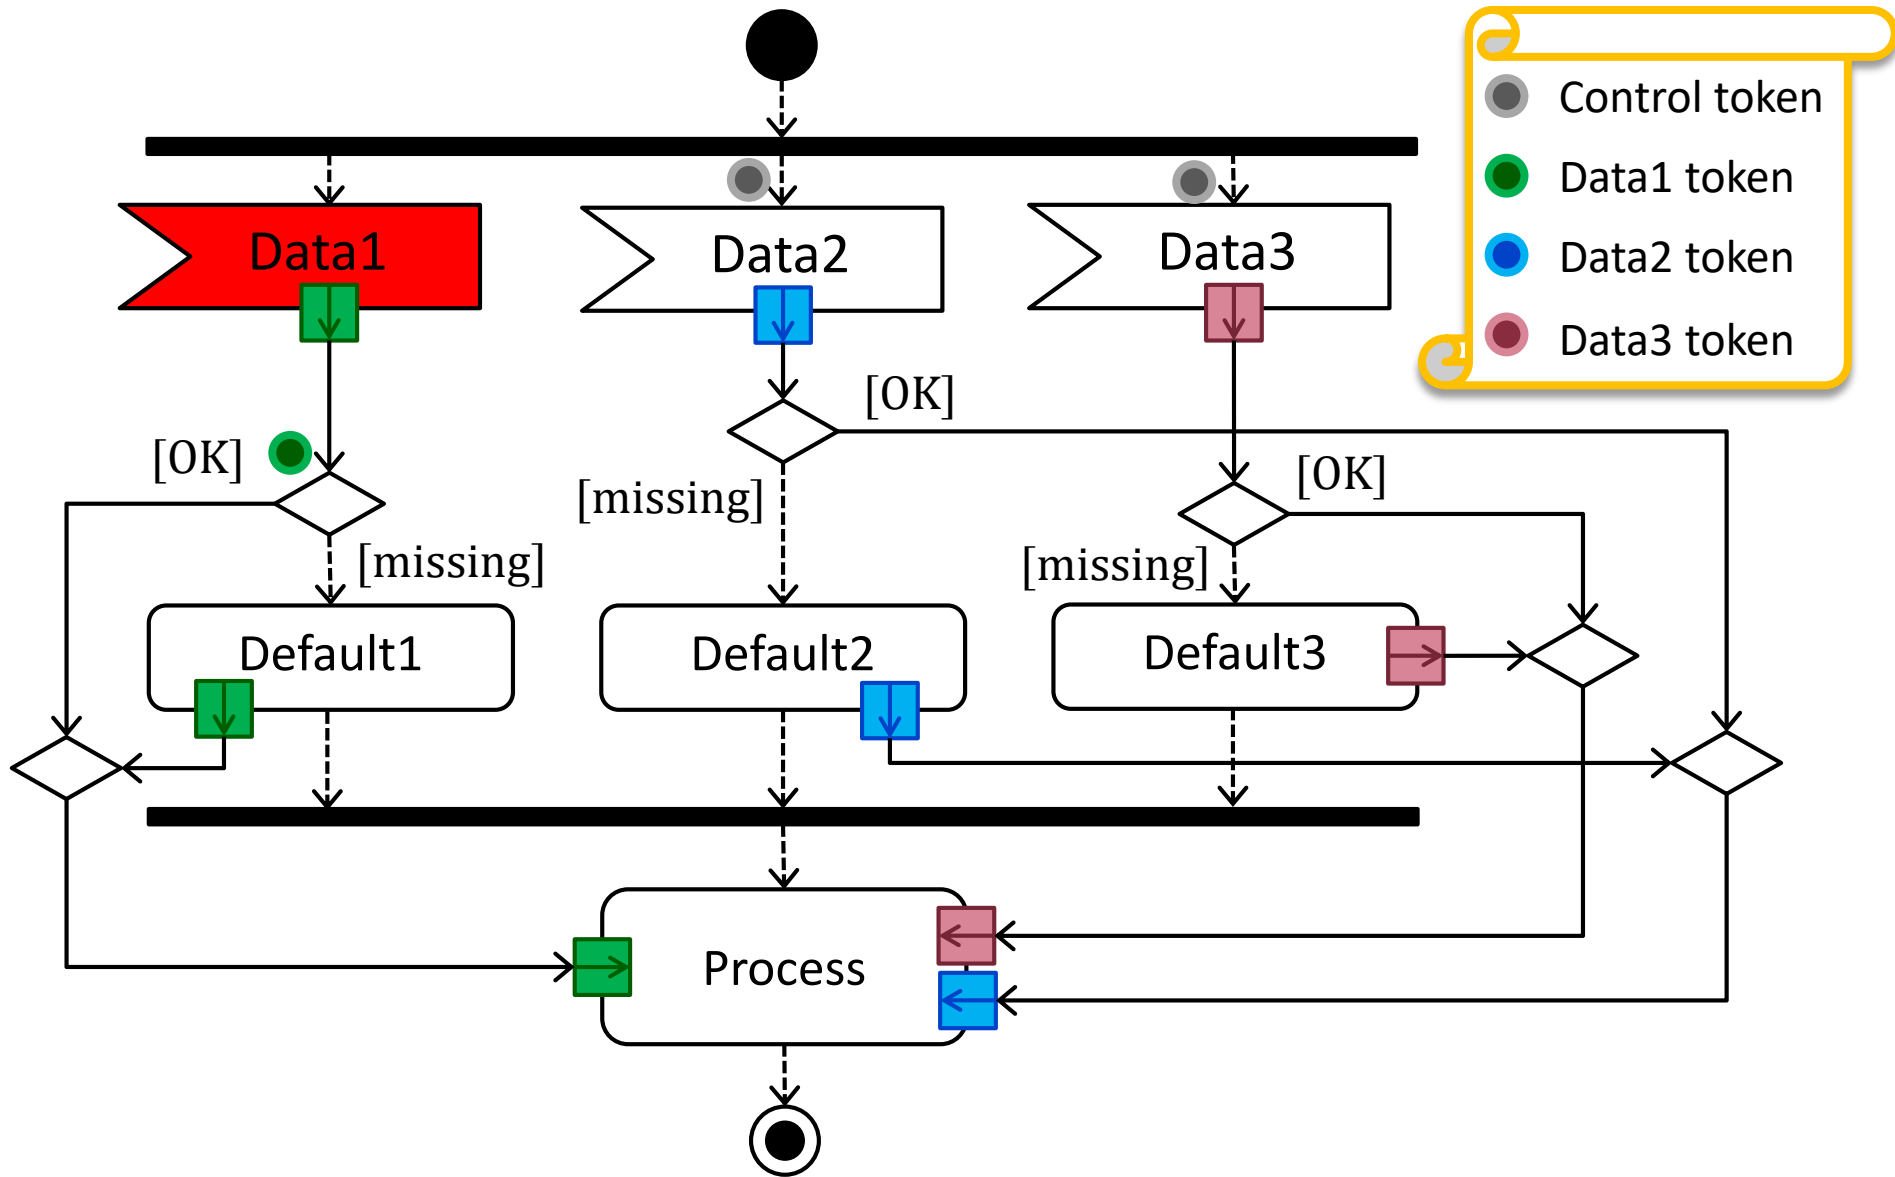 Control token
Data1 token
Data2 token
Data3 token
Data1
Data2
Data3
[OK]
[OK]
[OK]
[missing]
[missing]
[missing]
Default1
Default2
Default3
Process